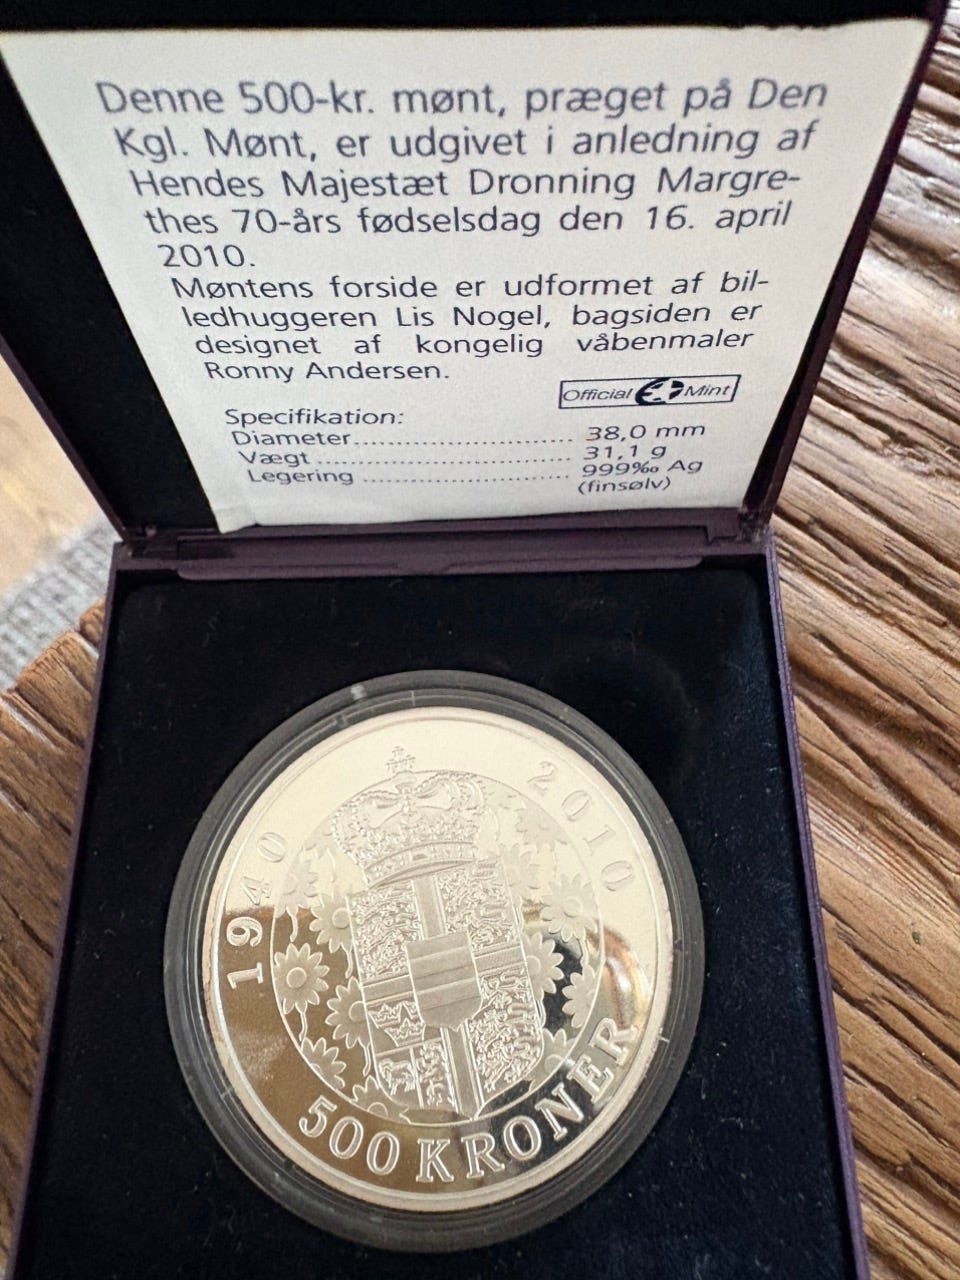 Denne 500-kr. mønt, præget på Den
Kgl. Mønt, er udgivet i anledning af
Hendes Majestæt Dronning Margre-
thes 70-års fødselsdag den 16. april
2010.
Møntens forside er udformet af bil-
ledhuggeren Lis Nogel, bagsiden er
designet af kongelig våbenmaler
Ronny Andersen.
Official Mint
Specifikation:
Diameter............................ 38,0 mm
Vægt ................................ 31,1 g
Legering ........................... 999‰ Ag
(finsølv)
1940
2010
500 KRONER